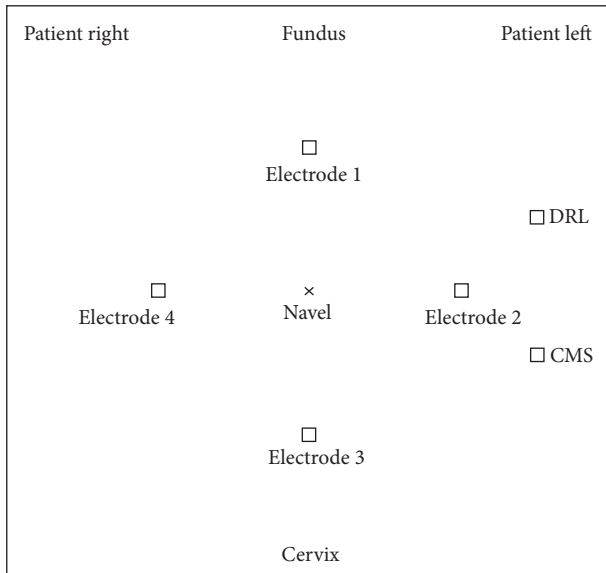 Patient right
Fundus
Patient left
Electrode 1
DRL
Electrode 4
Navel
Electrode 2
CMS
Electrode 3
Cervix